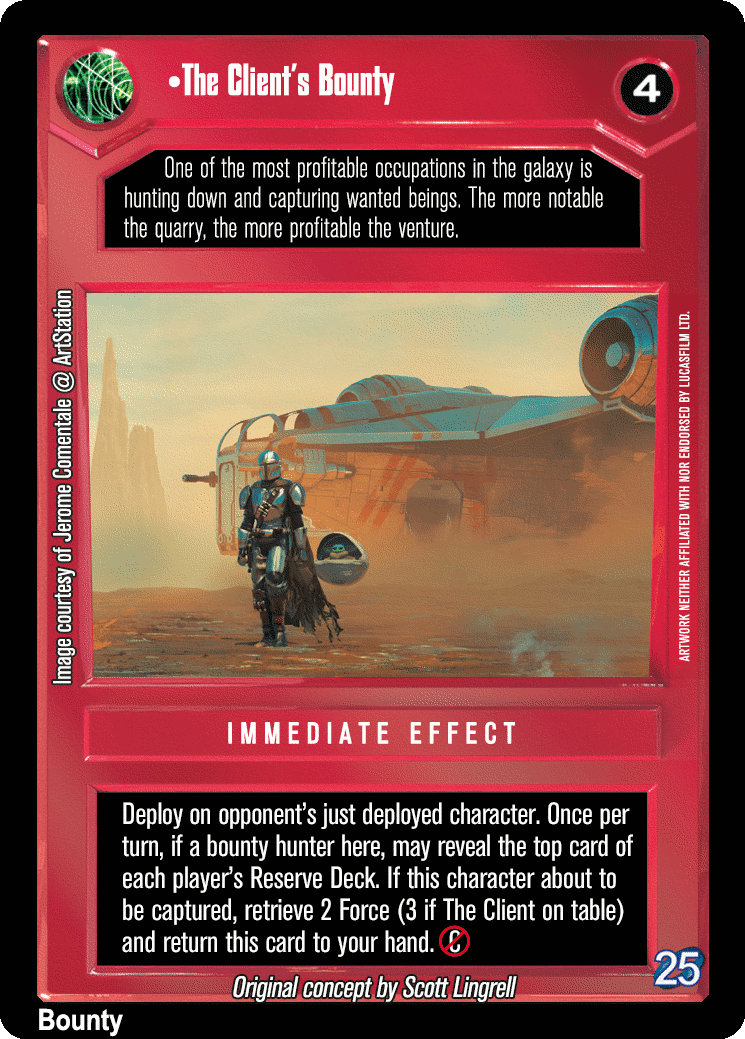 •The Client's Bounty
4
One of the most profitable occupations in the galaxy is
hunting down and capturing wanted beings. The more notable
the quarry, the more profitable the venture.
Image courtesy of Jerome Comentale @ ArtStation
ARTWORK NEITHER AFFILIATED WITH NOR ENDORSED BY LUCASFILM LTD.
IMMEDIATE EFFECT
Deploy on opponent's just deployed character. Once per
turn, if a bounty hunter here, may reveal the top card of
each player's Reserve Deck. If this character about to
be captured, retrieve 2 Force (3 if The Client on table)
and return this card to your hand. C
25
Original concept by Scott Lingrell
Bounty